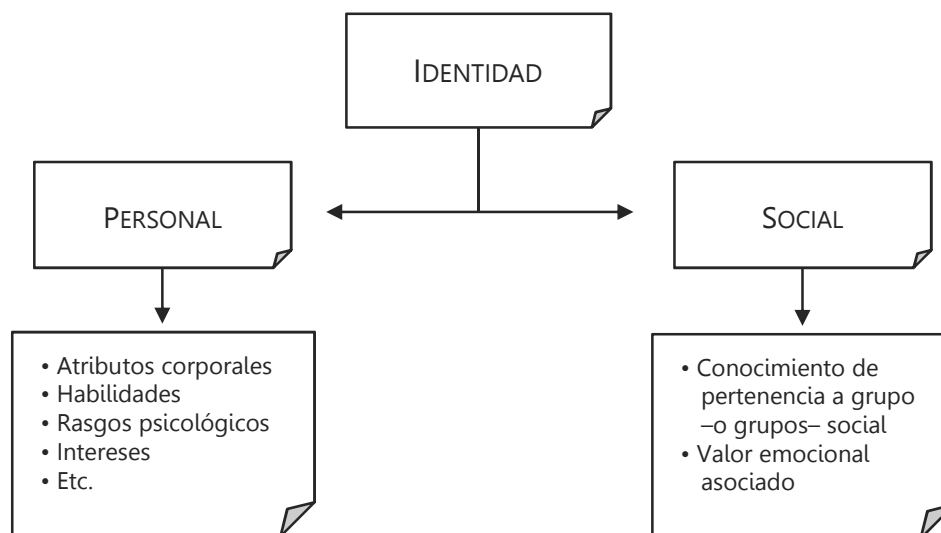 IDENTIDAD
PERSONAL
SOCIAL
• Atributos corporales
• Habilidades
• Rasgos psicológicos
• Intereses
• Etc.
• Conocimiento de
pertenencia a grupo
–o grupos– social
• Valor emocional
asociado